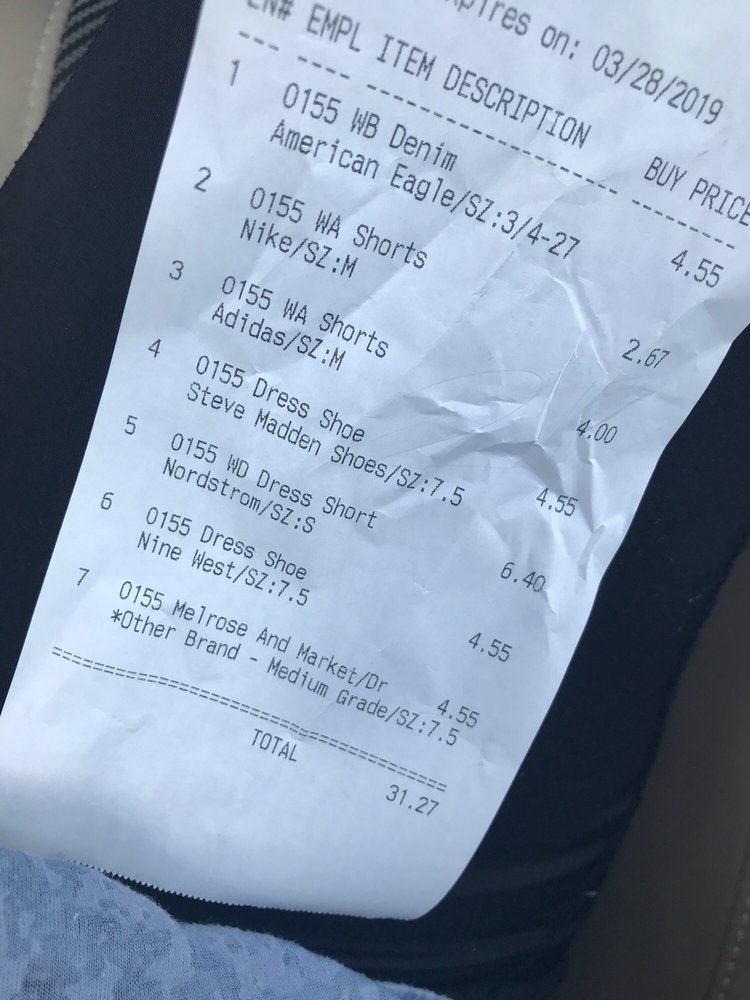 on: 03/28/2019
EMPL ITEM DESCRIPTION BUY PRICE
--- ---- ------------------------------ ---------
1 0155 WB Denim 4.55
American Eagle/SZ:3/4-27
2 0155 WA Shorts 2.67
Nike/SZ:M
3 0155 WA Shorts 4.00
Adidas/SZ:M
4 0155 Dress Shoe 4.55
Steve Madden Shoes/SZ:7.5
5 0155 WD Dress Short 6.40
Nordstrom/SZ:S
6 0155 Dress Shoe 4.55
Nine West/SZ:7.5
7 0155 Melrose And Market/Dr 4.55
*Other Brand - Medium Grade/SZ:7.5
==============================================
TOTAL 31.27